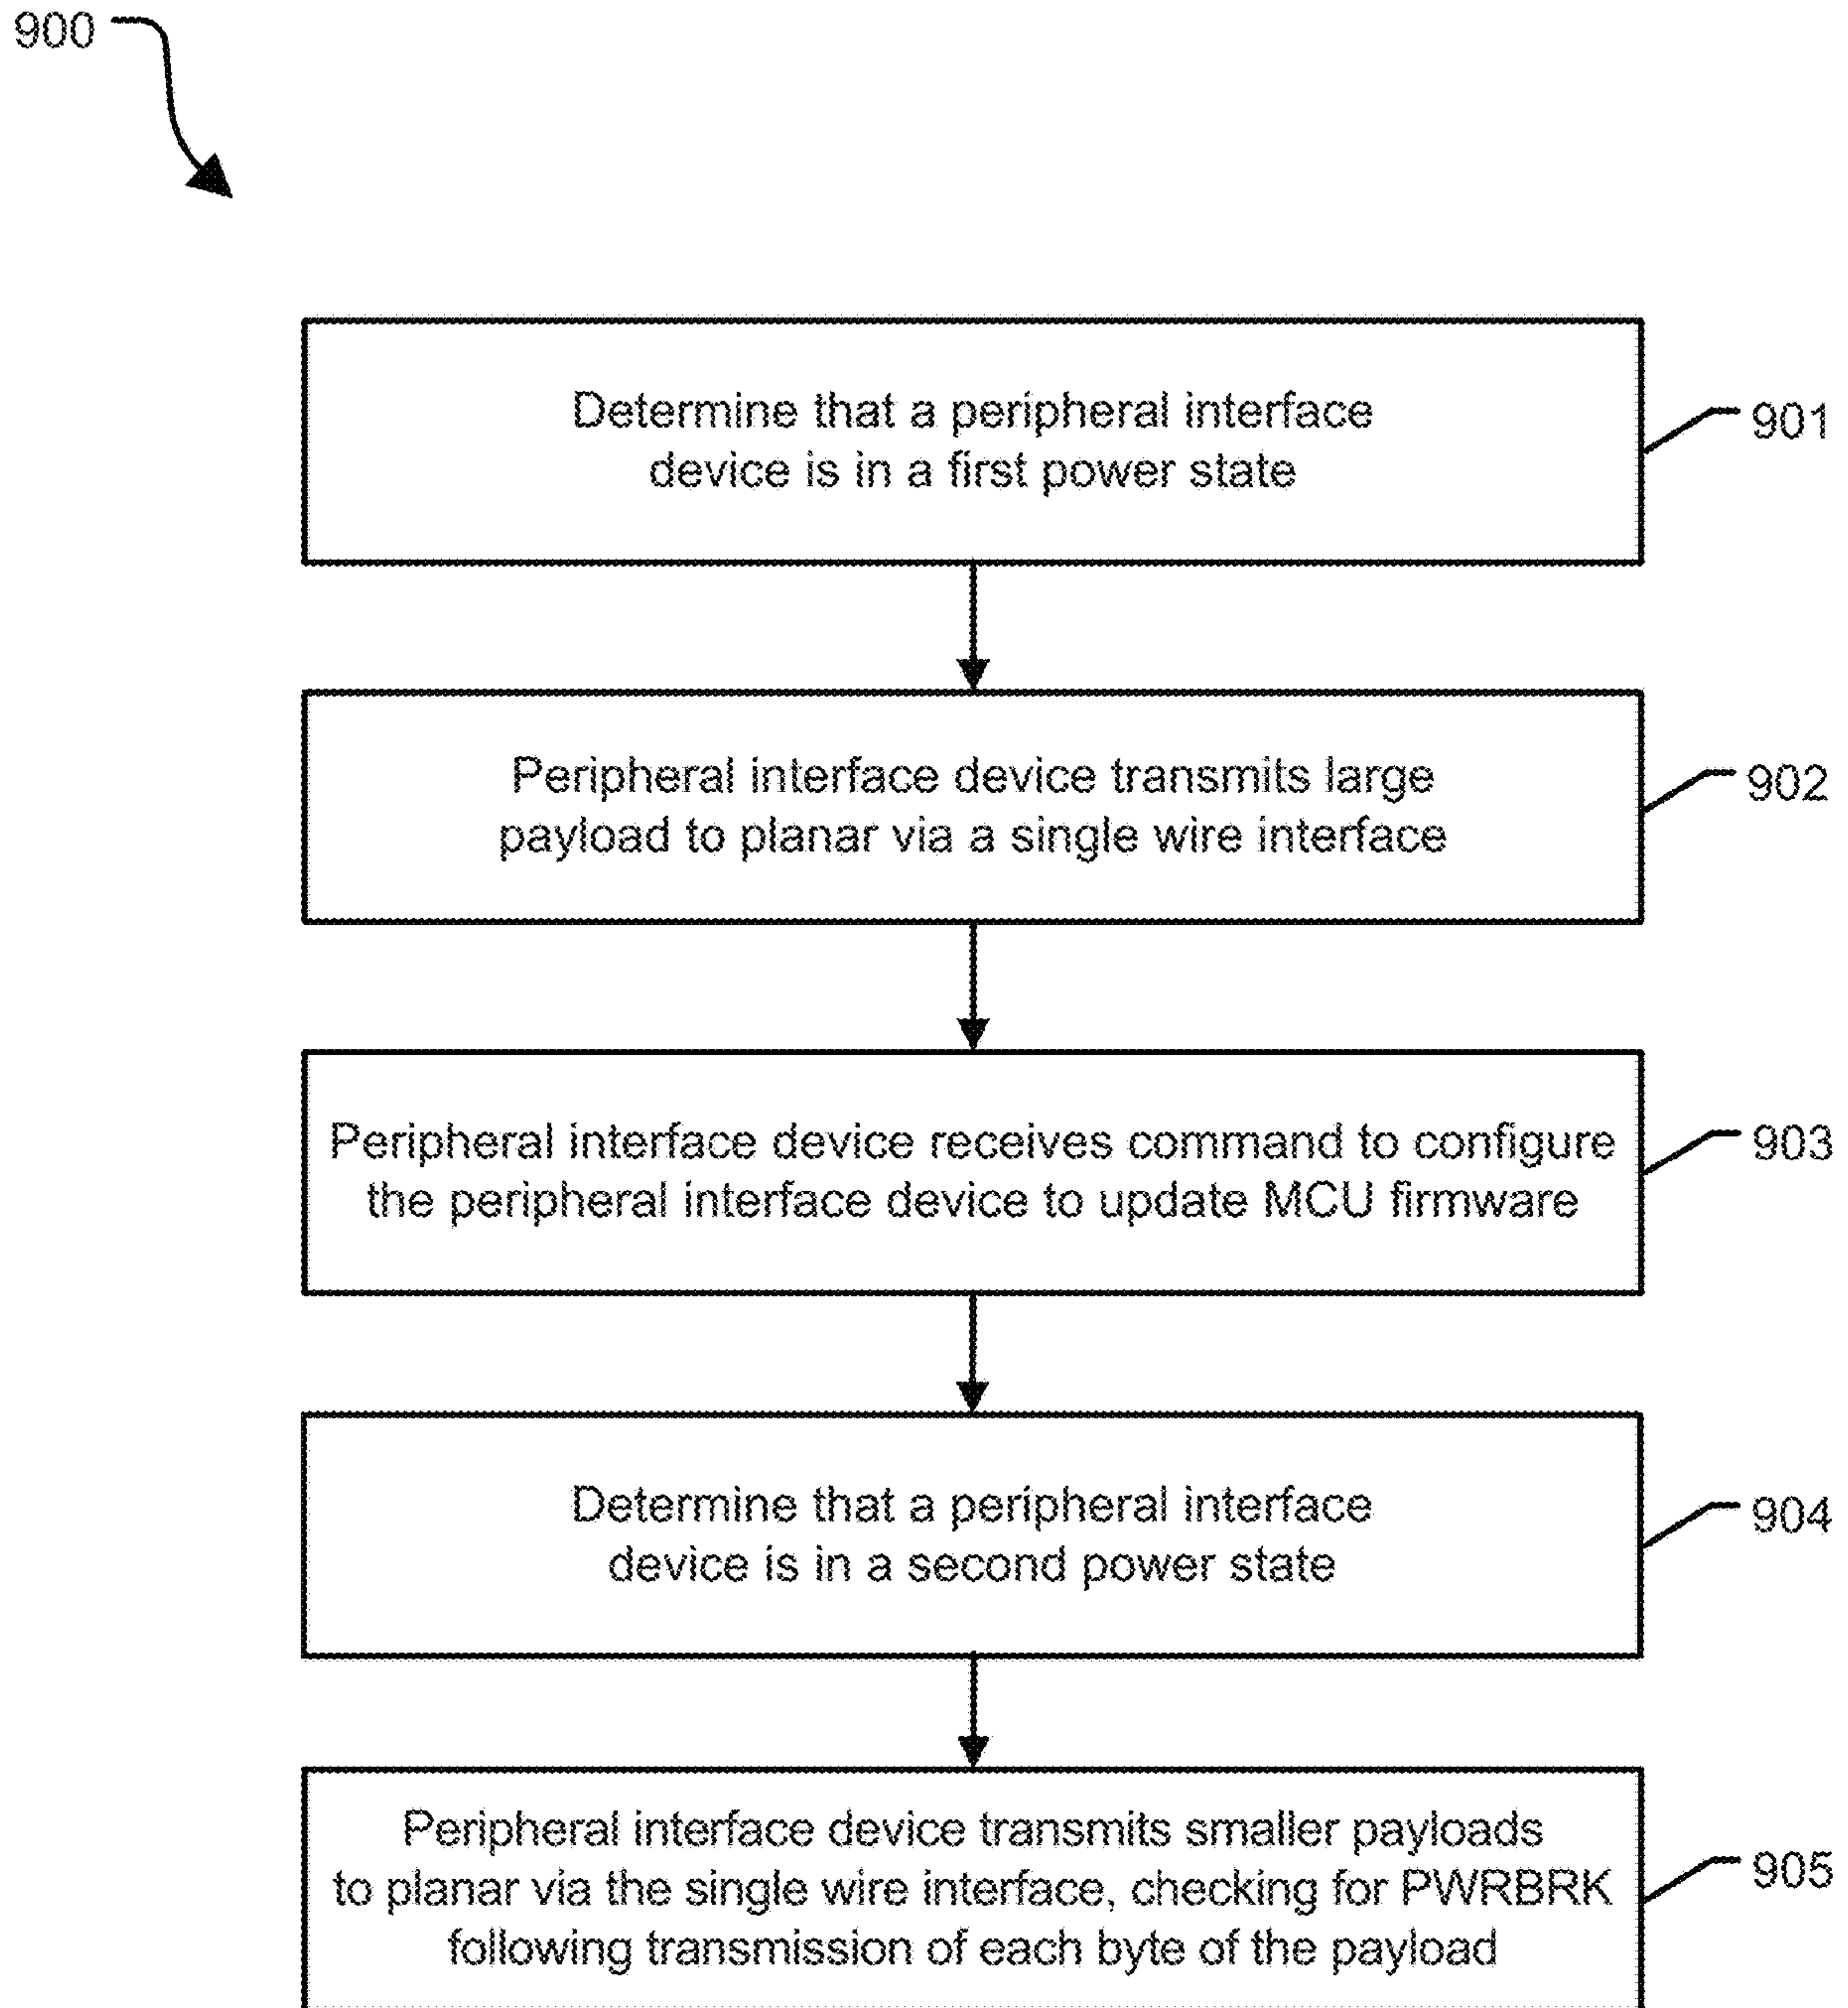 900
Determine that a peripheral interface
device is in a first power state
901
Peripheral interface device transmits large
payload to planar via a single wire interface
902
Peripheral interface device receives command to configure
the peripheral interface device to update MCU firmware
903
Determine that a peripheral interface
device is in a second power state
904
Peripheral interface device transmits smaller payloads
to planar via the single wire interface, checking for PWRBRK
following transmission of each byte of the payload
905